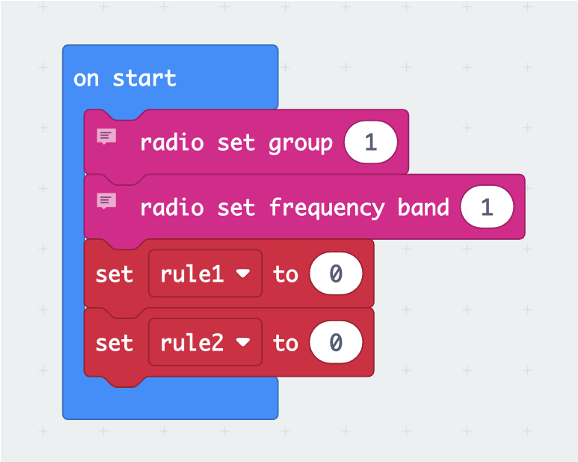 on start
radio set group 1
radio set frequency band 1
set rule1 to 0
set rule2 to 0